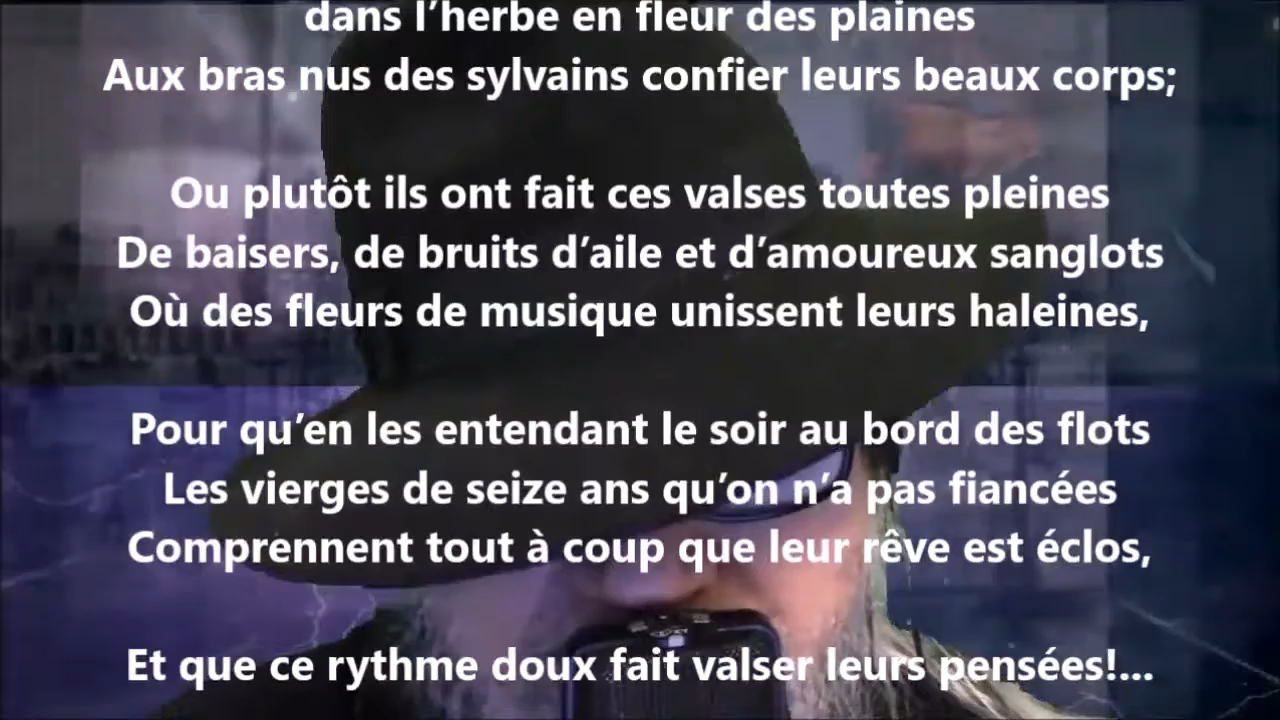 dans l’herbe en fleur des plaines
Aux bras nus des sylvains confier leurs beaux corps;
Ou plutôt ils ont fait ces valses toutes pleines
De baisers, de bruits d’aile et d’amoureux sanglots
Où des fleurs de musique unissent leurs haleines,
Pour qu’en les entendant le soir au bord des flots
Les vierges de seize ans qu’on n’a pas fiancées
Comprennent tout à coup que leur rêve est éclos,
Et que ce rythme doux fait valser leurs pensées!...